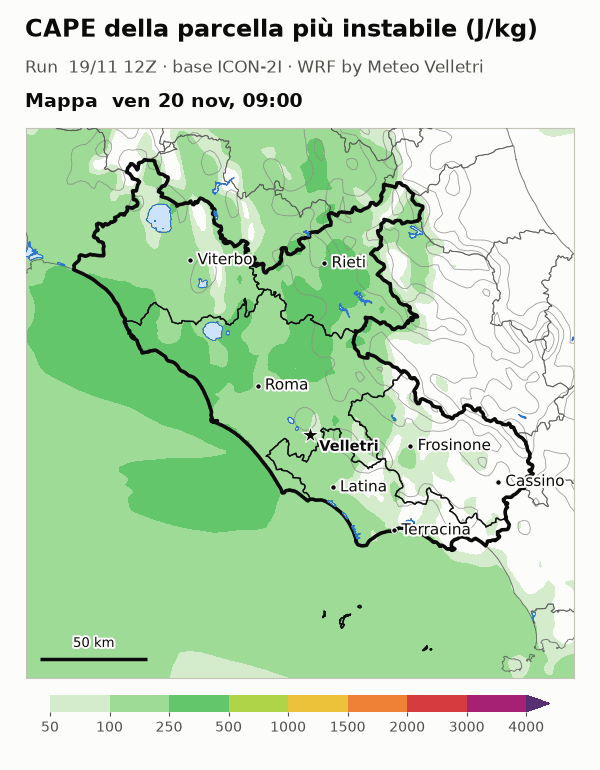 CAPE della parcella più instabile (J/kg)
Run  19/11 12Z · base ICON-2I · WRF by Meteo Velletri
Mappa  ven 20 nov, 09:00
Viterbo
Rieti
Roma
Velletri
Frosinone
Latina
Cassino
Terracina
50 km
50 100 250 500 1000 1500 2000 3000 4000